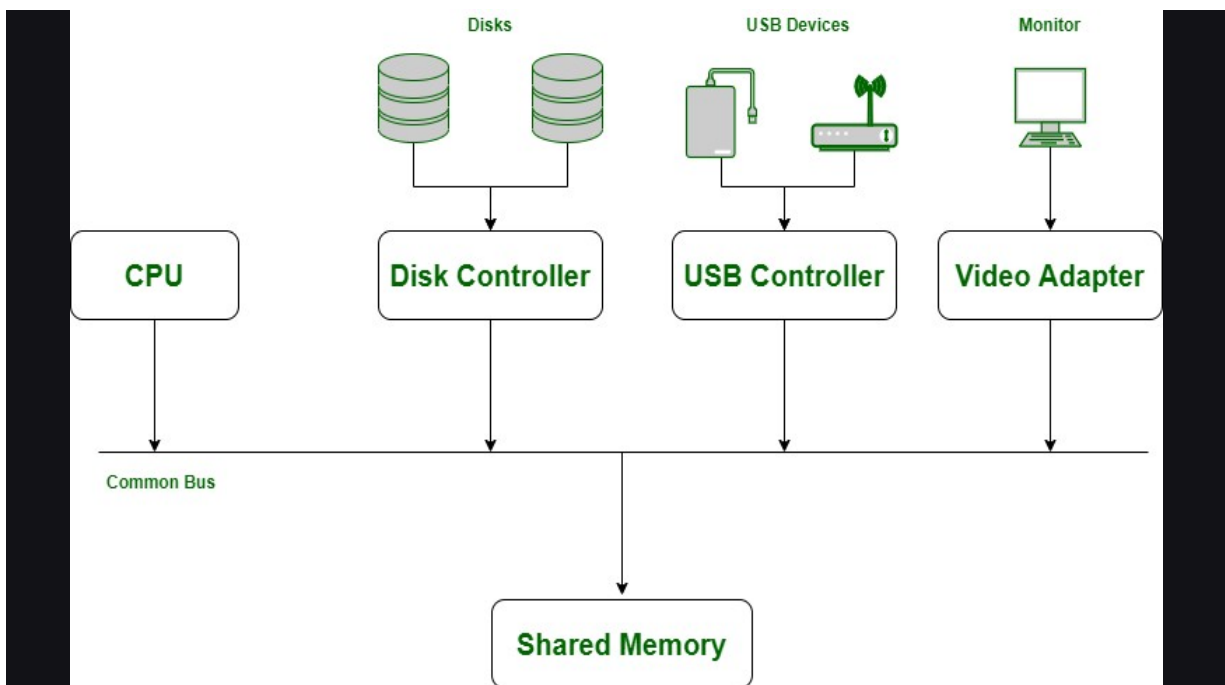 Disks
USB Devices
Monitor
CPU
Disk Controller
USB Controller
Video Adapter
Common Bus
Shared Memory